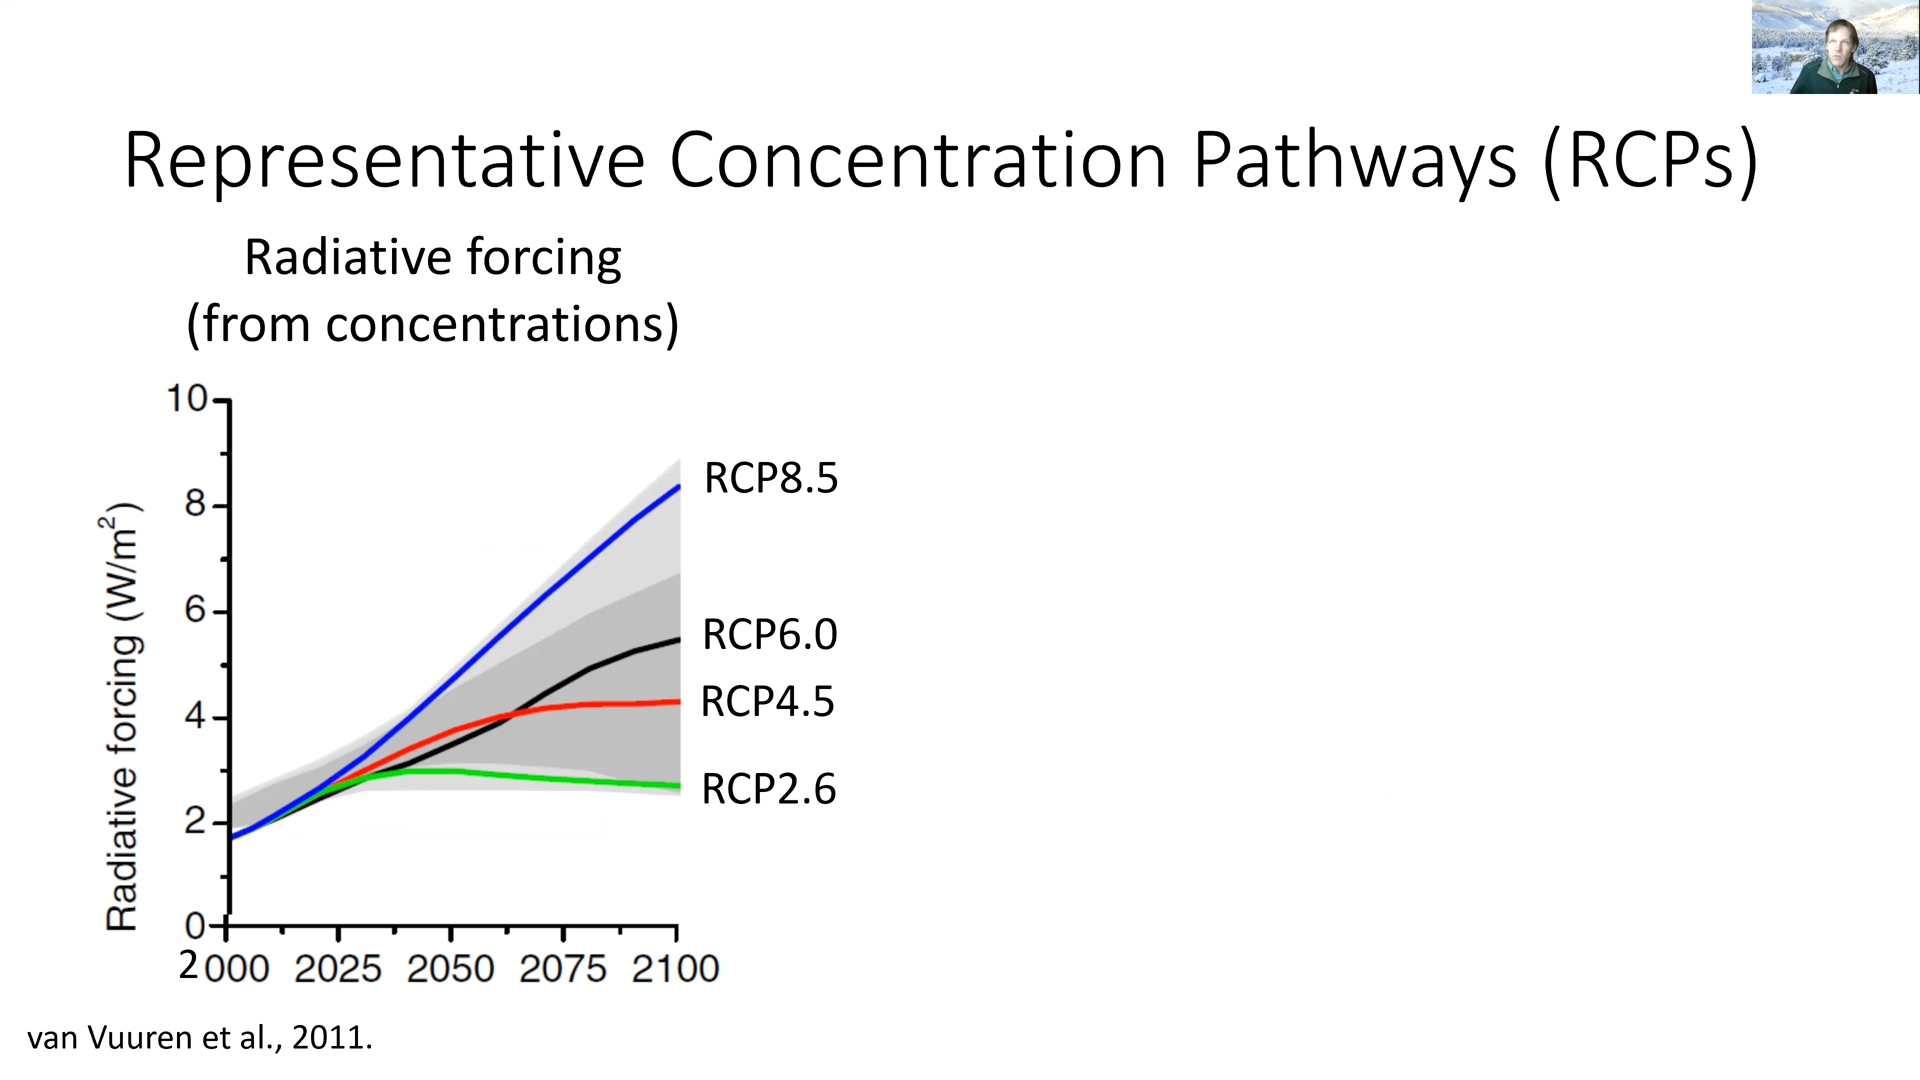 Representative Concentration Pathways (RCPs)
Radiative forcing
(from concentrations)
10
8
6
4
2
0
Radiative forcing (W/m²)
RCP8.5
RCP6.0
RCP4.5
RCP2.6
2000 2025 2050 2075 2100
van Vuuren et al., 2011.